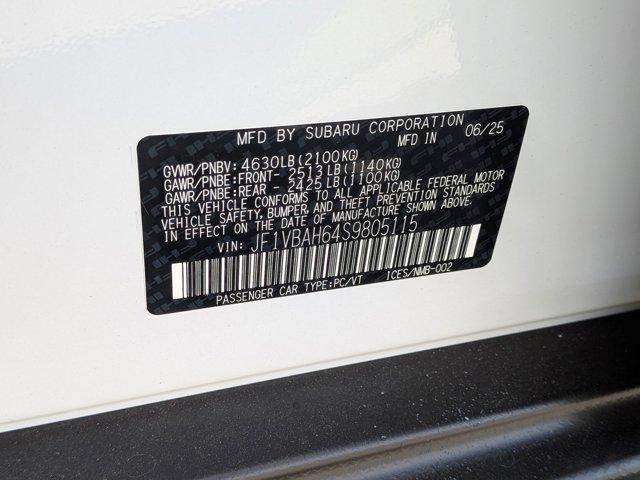 MFD BY SUBARU CORPORATION
MFD IN 06/25
GVWR/PNBV: 4630LB(2100KG)
GAWR/PNBE:FRONT- 2513LB(1140KG)
GAWR/PNBE:REAR - 2425LB(1100KG)
THIS VEHICLE CONFORMS TO ALL APPLICABLE FEDERAL MOTOR
VEHICLE SAFETY, BUMPER, AND THEFT PREVENTION STANDARDS
IN EFFECT ON THE DATE OF MANUFACTURE SHOWN ABOVE.
VIN: JF1VBAH64S9805115
PASSENGER CAR TYPE:PC/VT ICES/NMB-002